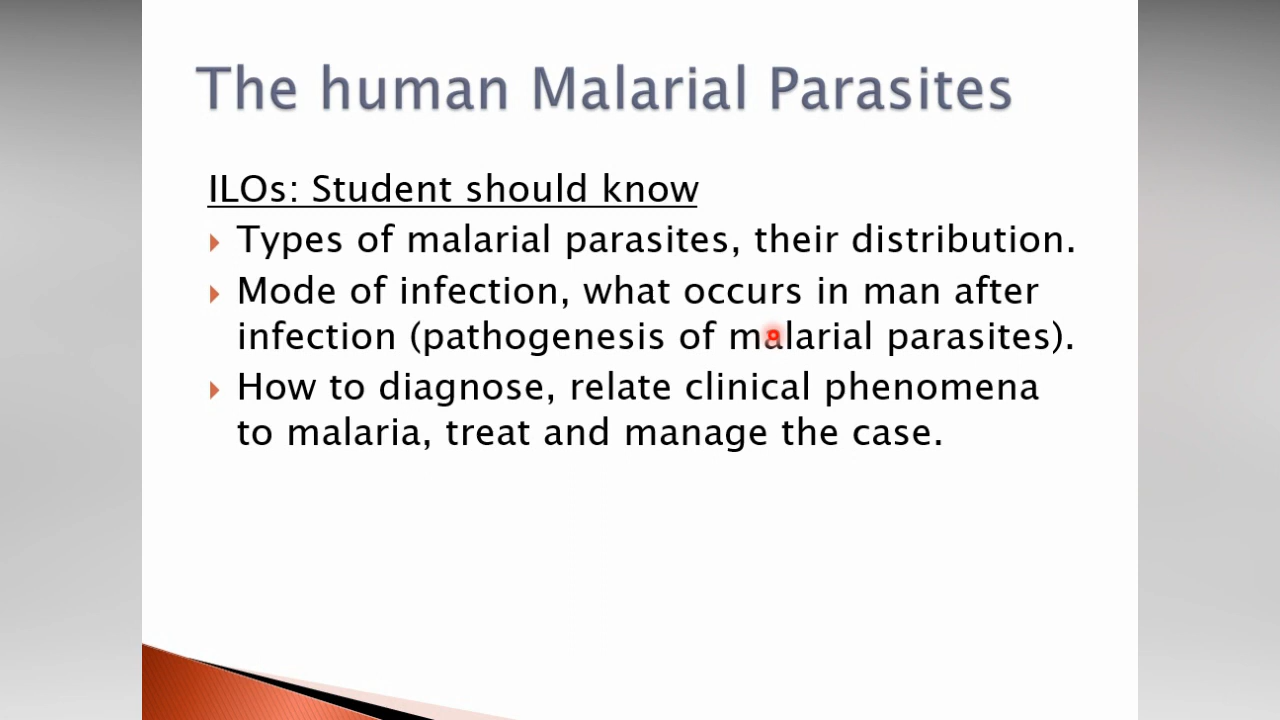 The human Malarial Parasites
ILOs: Student should know
Types of malarial parasites, their distribution.
Mode of infection, what occurs in man after
infection (pathogenesis of malarial parasites).
How to diagnose, relate clinical phenomena
to malaria, treat and manage the case.